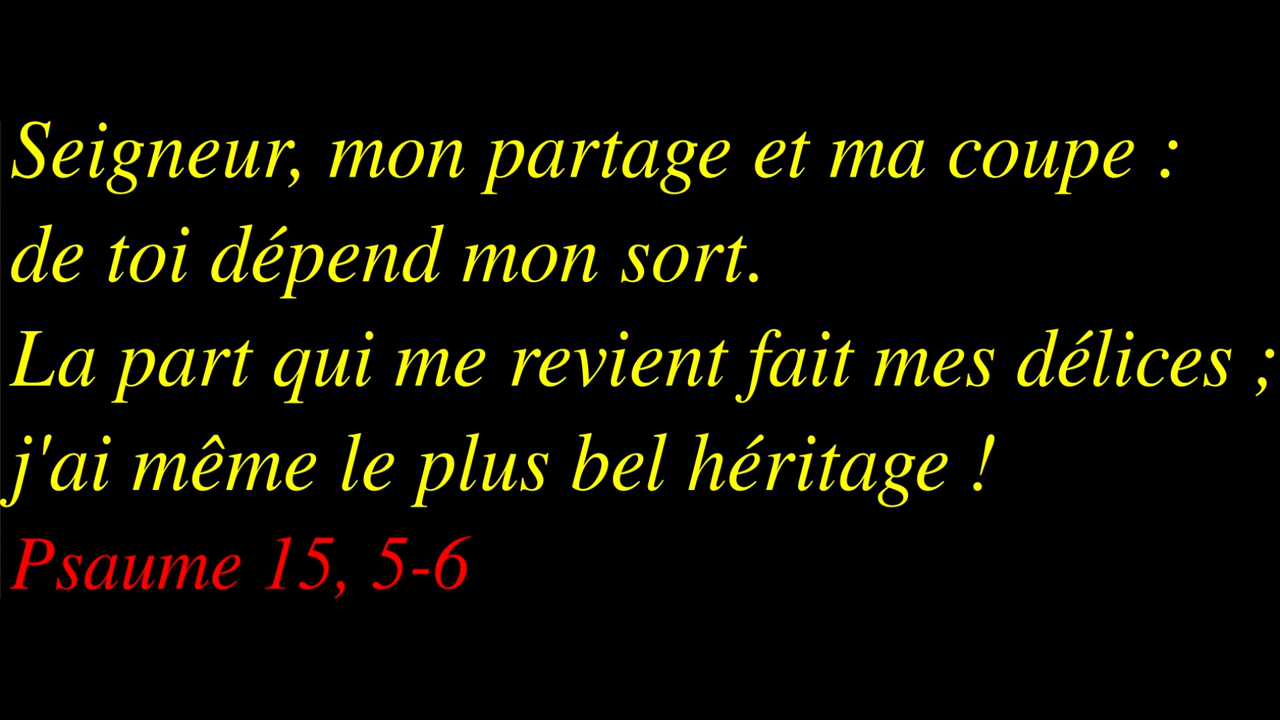 Seigneur, mon partage et ma coupe :
de toi dépend mon sort.
La part qui me revient fait mes délices ;
j'ai même le plus bel héritage !
Psaume 15, 5-6